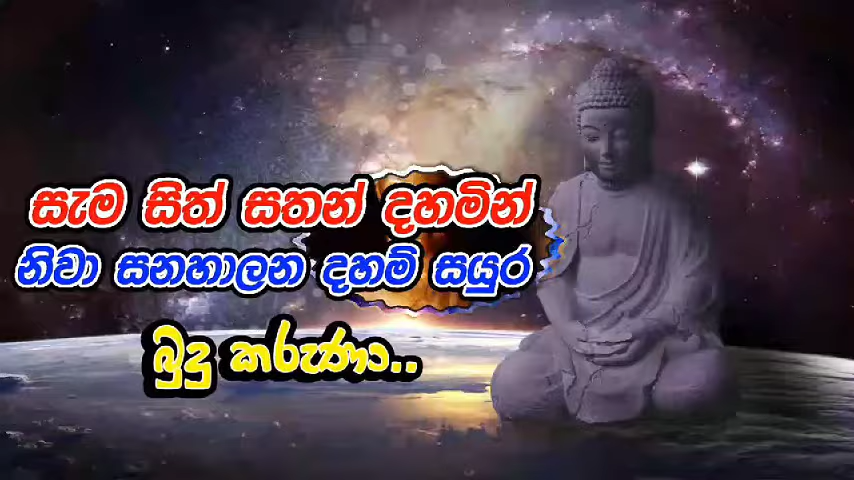 සැම සිත් සතන් දහමින්
නිවා සනහාලන දහම් සයුර
බුදු කරුණා..